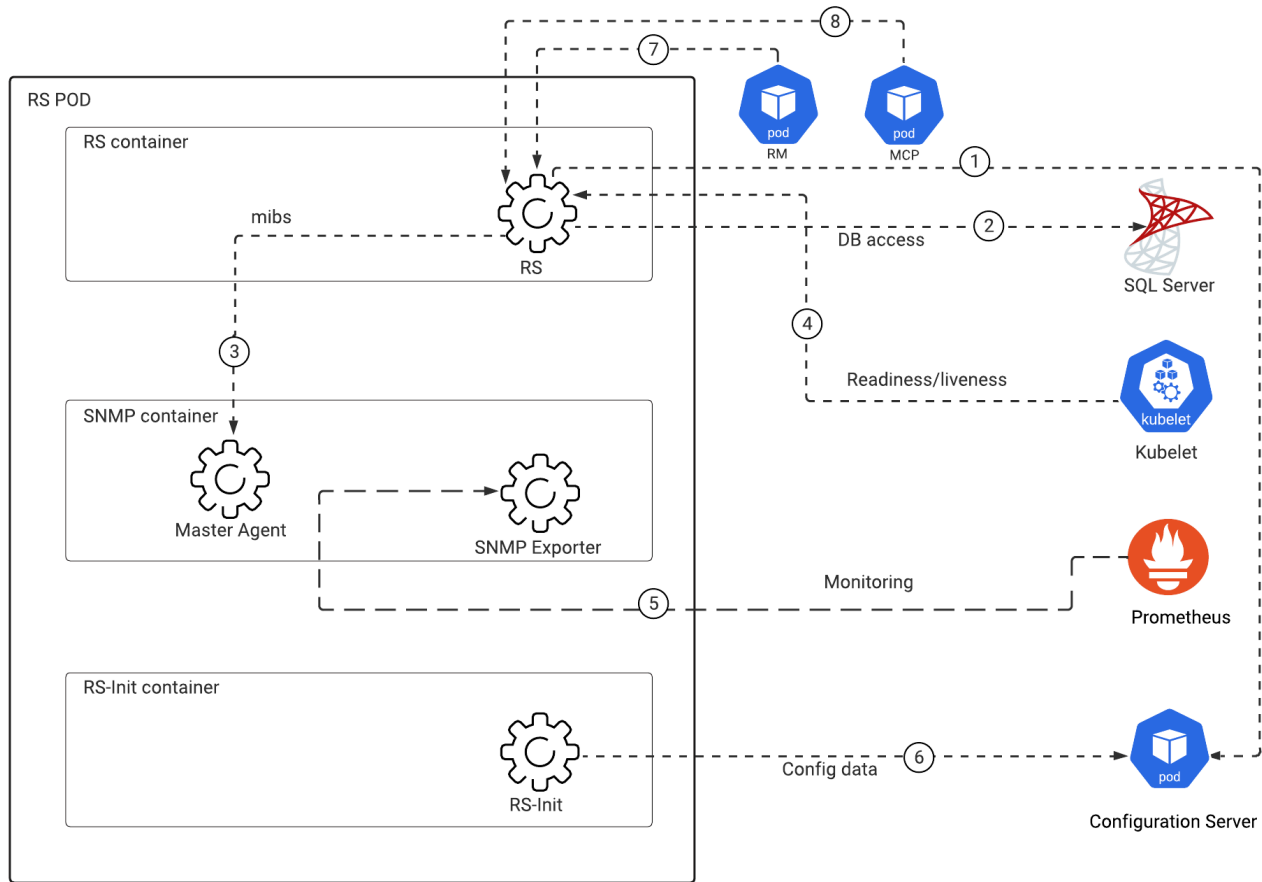 8
7
RS POD
pod
RM
pod
MCP
RS container
1
mibs
RS
DB access
2
SQL Server
3
4
Readiness/liveness
kubelet
Kubelet
SNMP container
Master Agent
SNMP Exporter
Monitoring
5
Prometheus
RS-Init container
RS-Init
Config data
6
pod
Configuration Server